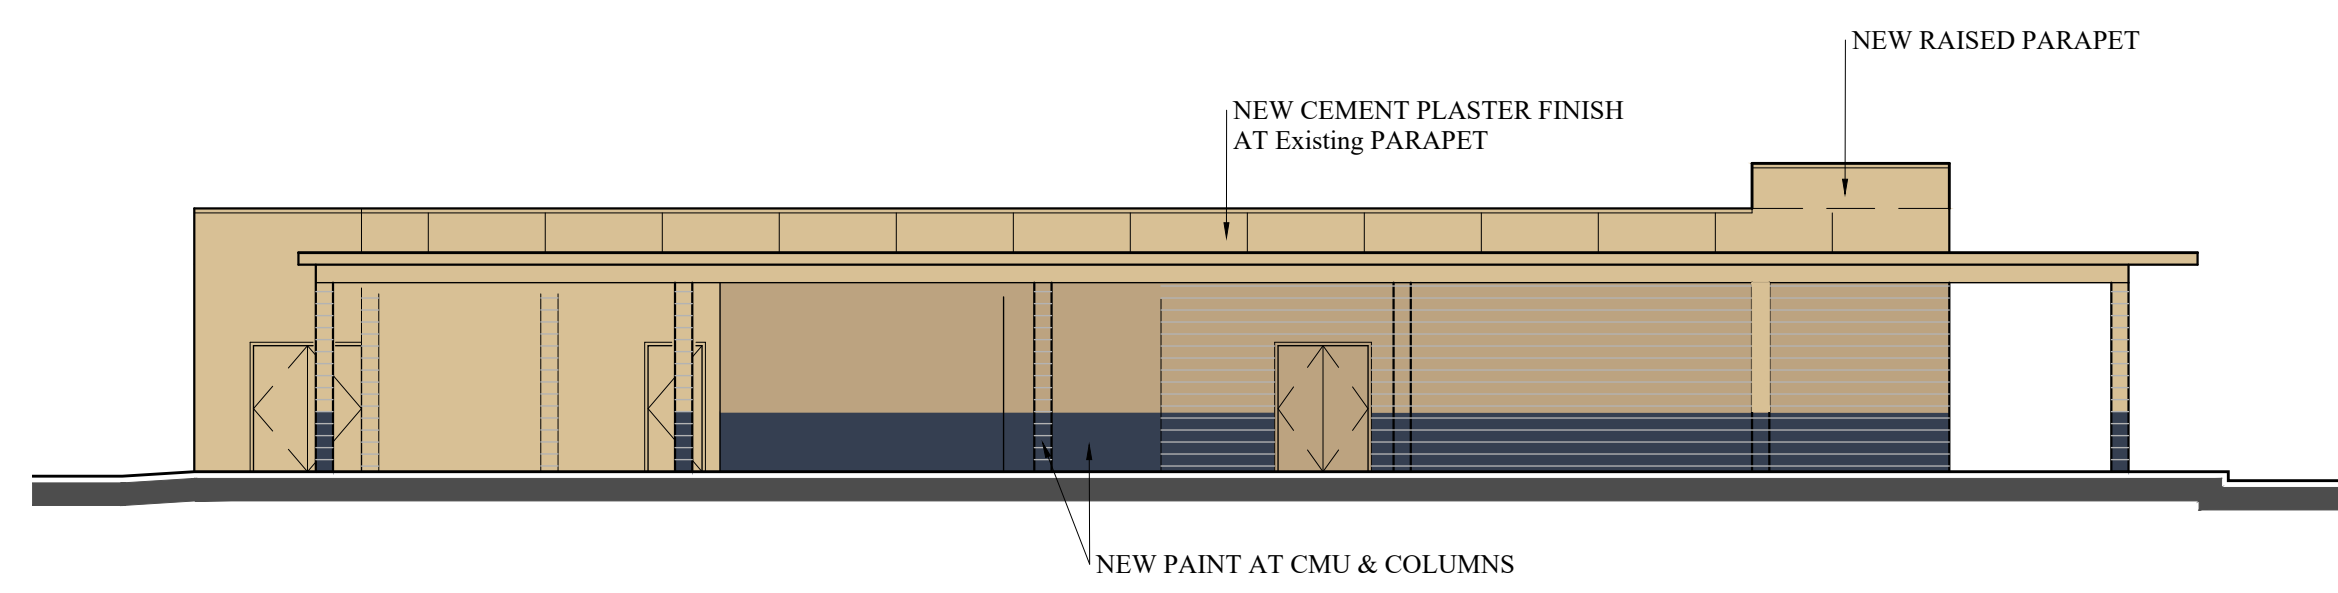 NEW RAISED PARAPET
NEW CEMENT PLASTER FINISH
AT Existing PARAPET
NEW PAINT AT CMU & COLUMNS